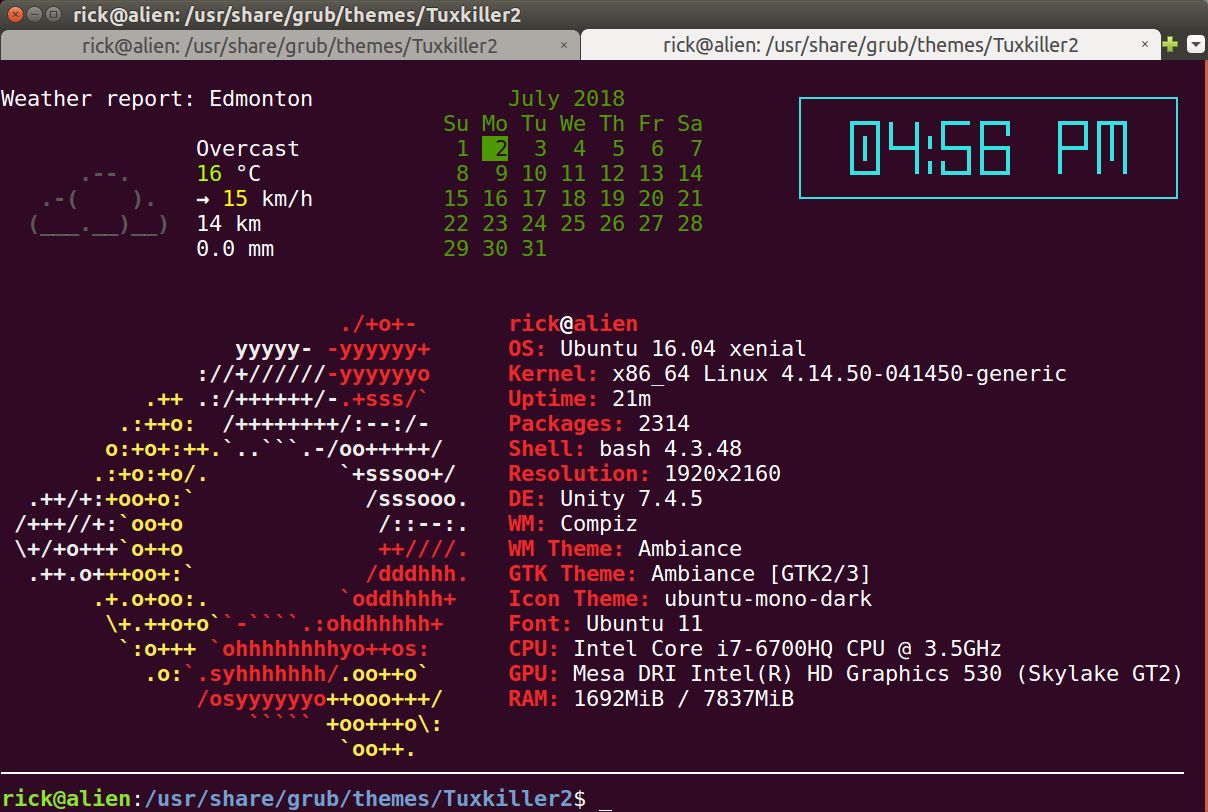 rick@alien: /usr/share/grub/themes/Tuxkiller2
rick@alien: /usr/share/grub/themes/Tuxkiller2 × rick@alien: /usr/share/grub/themes/Tuxkiller2 ×
Weather report: Edmonton
Overcast
16 °C
→ 15 km/h
14 km
0.0 mm
July 2018
Su Mo Tu We Th Fr Sa
1 2 3 4 5 6 7
8 9 10 11 12 13 14
15 16 17 18 19 20 21
22 23 24 25 26 27 28
29 30 31
04:56 PM
./+o+- rick@alien
yyyyy- -yyyyyy+ OS: Ubuntu 16.04 xenial
://+//////-yyyyyyo Kernel: x86_64 Linux 4.14.50-041450-generic
.++ .:/++++++/-.+sss/` Uptime: 21m
.:++o: /++++++++/:--:/- Packages: 2314
o:+o+:++.`..```.-/oo+++++/ Shell: bash 4.3.48
.:+o:+o/. `+sssoo+/ Resolution: 1920x2160
.++/+:+oo+o:` /sssooo. DE: Unity 7.4.5
/+++//+:`oo+o /::--:. WM: Compiz
\+/+o+++`o++o ++////. WM Theme: Ambiance
.++.o+++oo+:` /dddhhh. GTK Theme: Ambiance [GTK2/3]
.+.o+oo:. `oddhhhh+ Icon Theme: ubuntu-mono-dark
\+.++o+o``-````.:ohdhhhhh+ Font: Ubuntu 11
`:o+++ `ohhhhhhhhyo++os: CPU: Intel Core i7-6700HQ CPU @ 3.5GHz
.o:`.syhhhhhhh/.oo++o` GPU: Mesa DRI Intel(R) HD Graphics 530 (Skylake GT2)
/osyyyyyyo++ooo+++/ RAM: 1692MiB / 7837MiB
````` +oo+++o\:
`oo++.
rick@alien:/usr/share/grub/themes/Tuxkiller2$ _